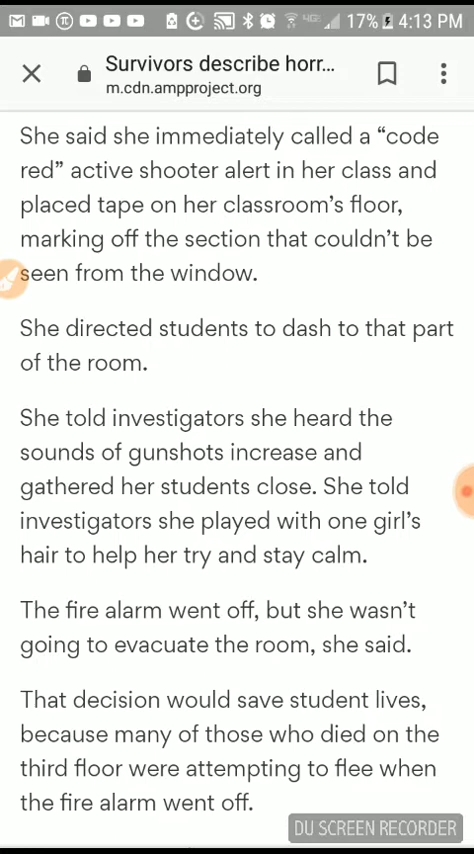 17% 4:13 PM
Survivors describe horr...
m.cdn.ampproject.org
She said she immediately called a “code
red” active shooter alert in her class and
placed tape on her classroom’s floor,
marking off the section that couldn’t be
seen from the window.
She directed students to dash to that part
of the room.
She told investigators she heard the
sounds of gunshots increase and
gathered her students close. She told
investigators she played with one girl’s
hair to help her try and stay calm.
The fire alarm went off, but she wasn’t
going to evacuate the room, she said.
That decision would save student lives,
because many of those who died on the
third floor were attempting to flee when
the fire alarm went off.
DU SCREEN RECORDER